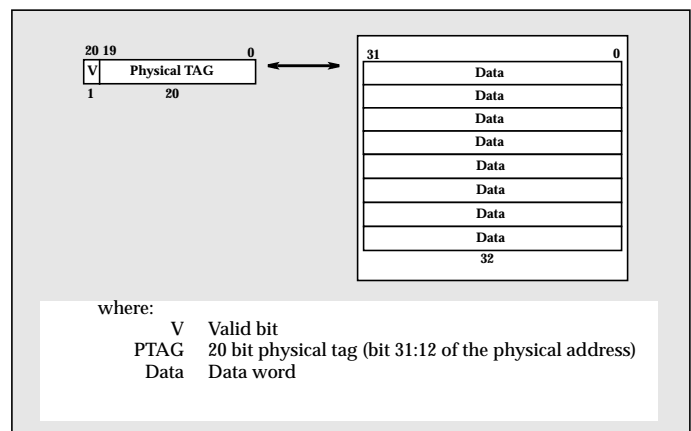 20 19 0
V Physical TAG
1 20
31 0
Data
Data
Data
Data
Data
Data
Data
Data
32
where:
V Valid bit
PTAG 20 bit physical tag (bit 31:12 of the physical address)
Data Data word